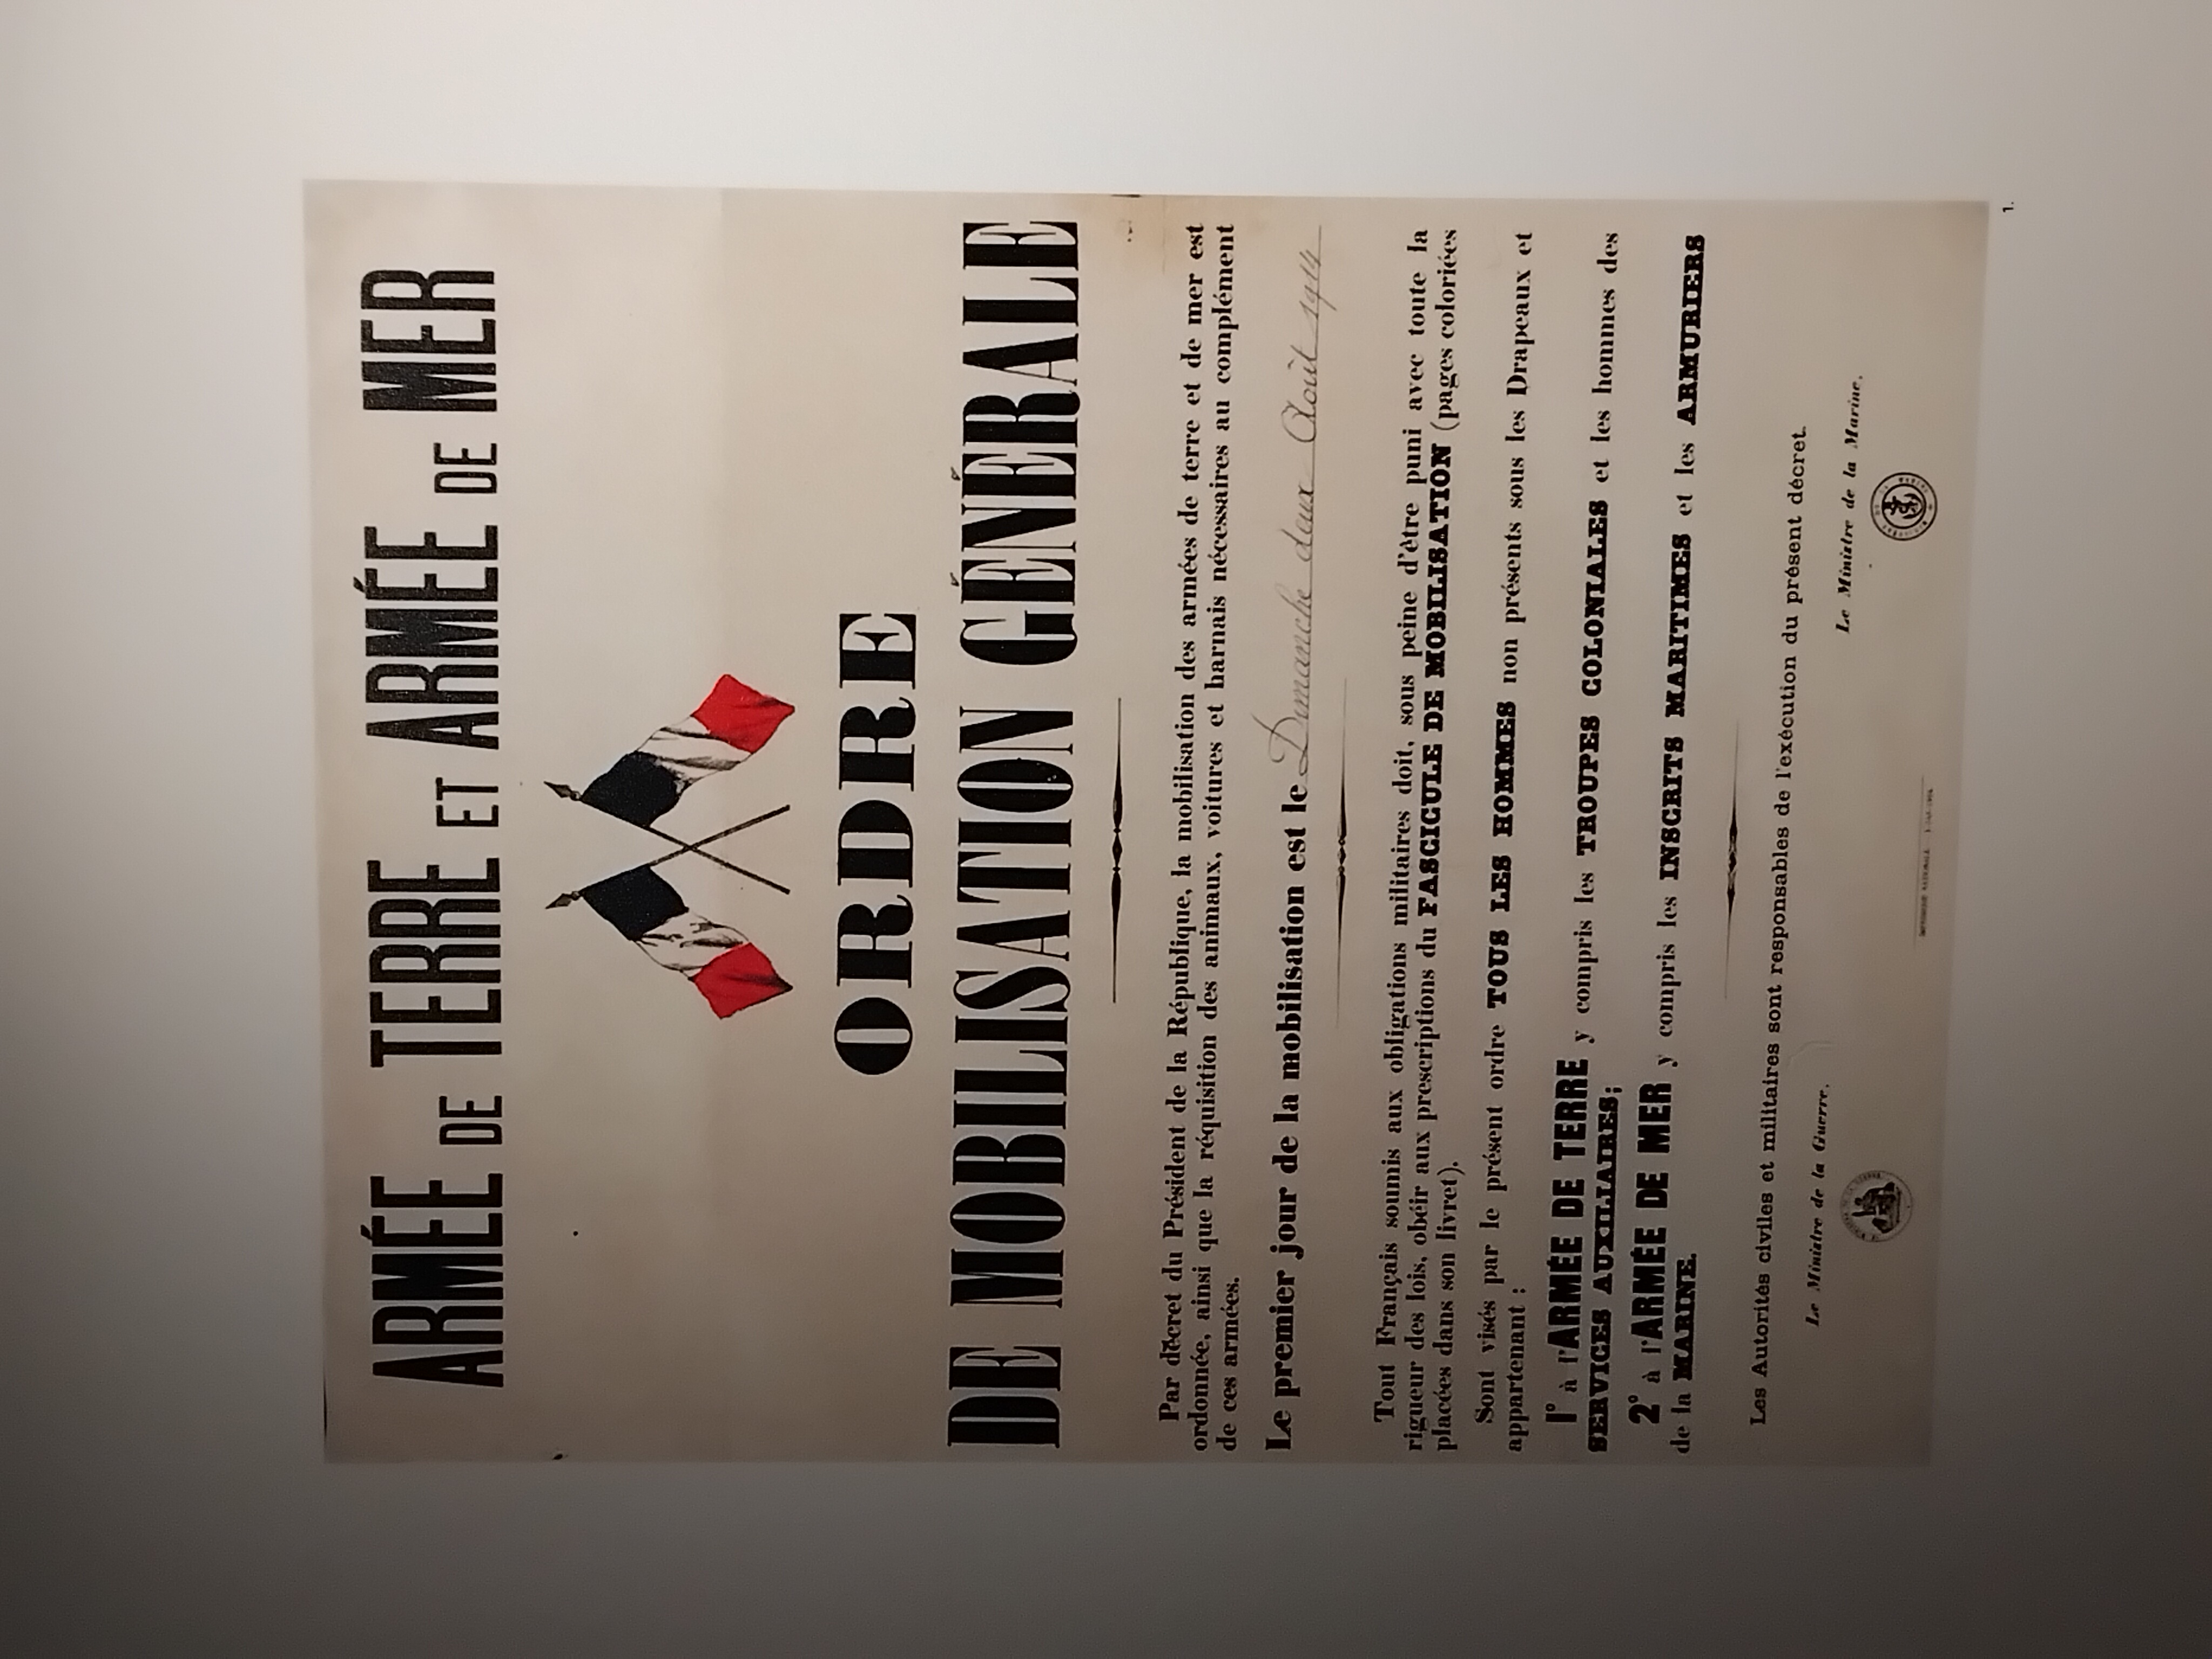 ARMÉE DE TERRE ET ARMÉE DE MER
ORDRE
DE MOBILISATION GÉNÉRALE
Par décret du Président de la République, la mobilisation des armées de terre et de mer est
ordonnée, ainsi que la réquisition des animaux, voitures et harnais nécessaires au complément
de ces armées.
Le premier jour de la mobilisation est le Dimanche deux Août 1914
Tout Français soumis aux obligations militaires doit, sous peine d'être puni avec toute la
rigueur des lois, obéir aux prescriptions du FASCICULE DE MOBILISATION (pages coloriées
placées dans son livret).
Sont visés par le présent ordre TOUS LES HOMMES non présents sous les Drapeaux et
appartenant :
1° à l'ARMÉE DE TERRE y compris les TROUPES COLONIALES et les hommes des
SERVICES AUXILIAIRES;
2° à l'ARMÉE DE MER y compris les INSCRITS MARITIMES et les ARMURIERS
de la MARINE.
Les Autorités civiles et militaires sont responsables de l'exécution du présent décret.
Le Ministre de la Guerre, Le Ministre de la Marine,
1.